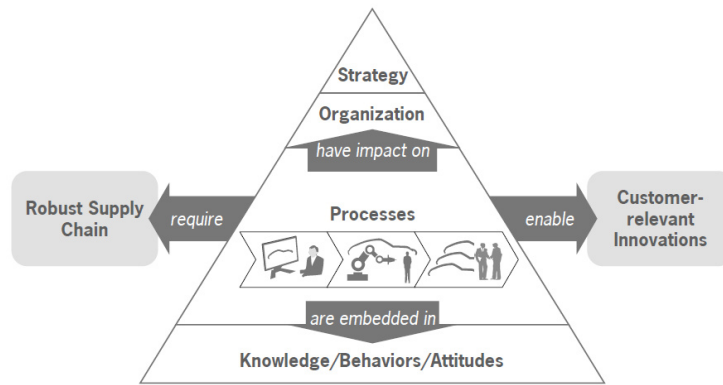 Strategy
Organization
have impact on
Robust Supply
Chain
require
Processes
enable
Customer-
relevant
Innovations
are embedded in
Knowledge/Behaviors/Attitudes